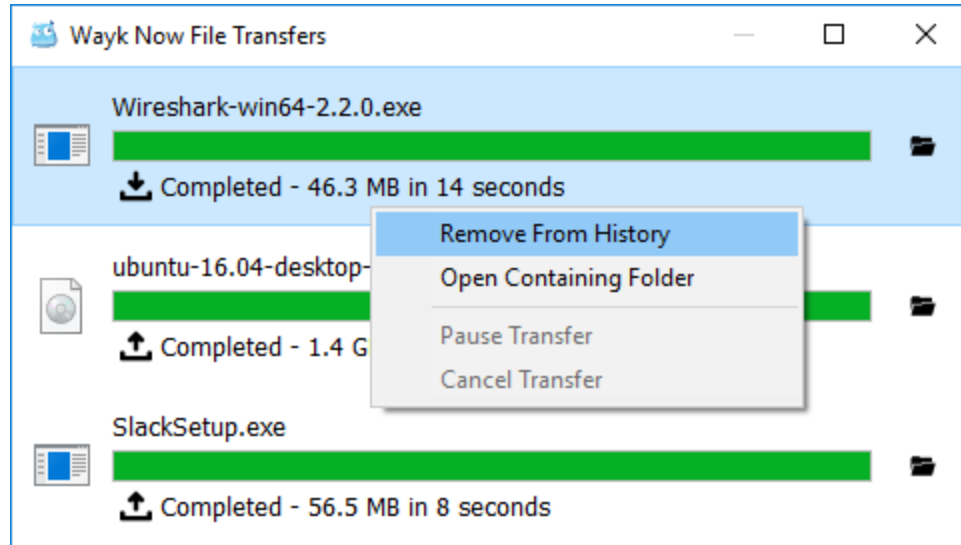 Wayk Now File Transfers
Wireshark-win64-2.2.0.exe
Completed - 46.3 MB in 14 seconds
Remove From History
Open Containing Folder
Pause Transfer
Cancel Transfer
ubuntu-16.04-desktop-
Completed - 1.4 G
SlackSetup.exe
Completed - 56.5 MB in 8 seconds